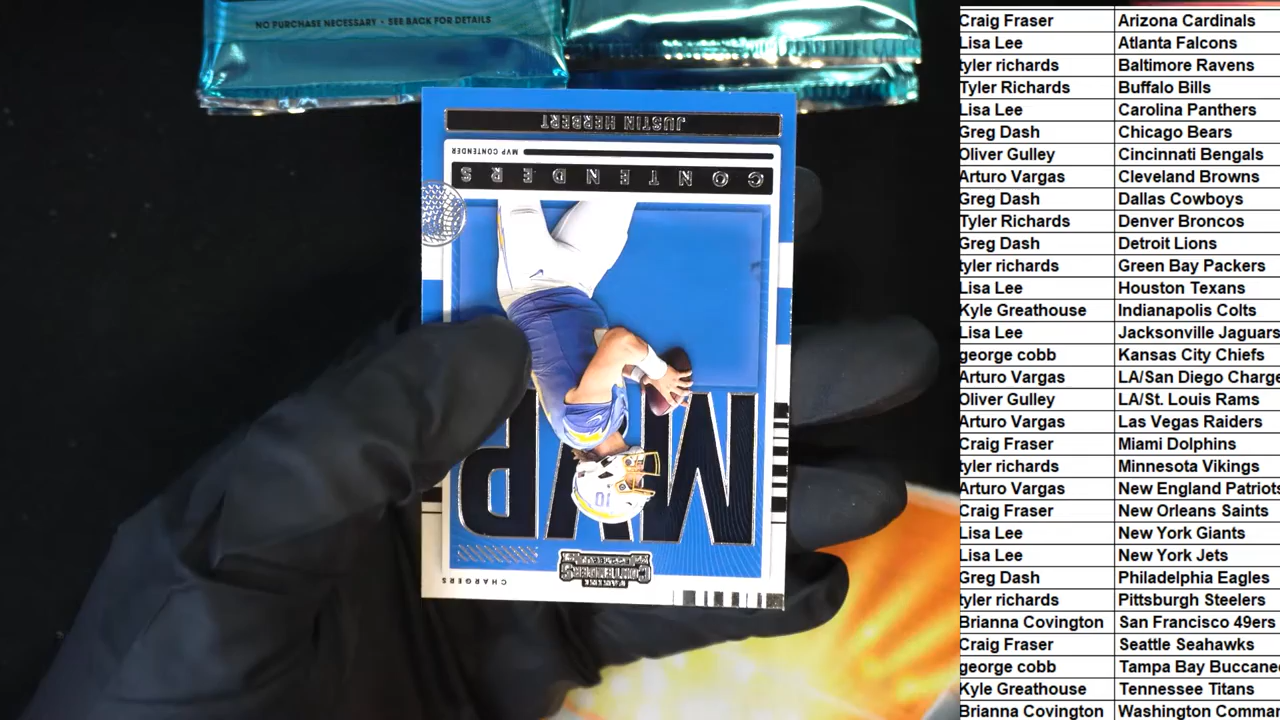 NO PURCHASE NECESSARY • SEE BACK FOR DETAILS
JUSTIN HERBERT
MVP CONTENDER
CONTENDERS
MVP
10
CHARGERS
CONTENDERS
Craig Fraser Arizona Cardinals
Lisa Lee Atlanta Falcons
tyler richards Baltimore Ravens
Tyler Richards Buffalo Bills
Lisa Lee Carolina Panthers
Greg Dash Chicago Bears
Oliver Gulley Cincinnati Bengals
Arturo Vargas Cleveland Browns
Greg Dash Dallas Cowboys
Tyler Richards Denver Broncos
Greg Dash Detroit Lions
tyler richards Green Bay Packers
Lisa Lee Houston Texans
Kyle Greathouse Indianapolis Colts
Lisa Lee Jacksonville Jaguars
george cobb Kansas City Chiefs
Arturo Vargas LA/San Diego Charge
Oliver Gulley LA/St. Louis Rams
Arturo Vargas Las Vegas Raiders
Craig Fraser Miami Dolphins
tyler richards Minnesota Vikings
Arturo Vargas New England Patriots
Craig Fraser New Orleans Saints
Lisa Lee New York Giants
Lisa Lee New York Jets
Greg Dash Philadelphia Eagles
tyler richards Pittsburgh Steelers
Brianna Covington San Francisco 49ers
Craig Fraser Seattle Seahawks
george cobb Tampa Bay Buccane
Kyle Greathouse Tennessee Titans
Brianna Covington Washington Comman